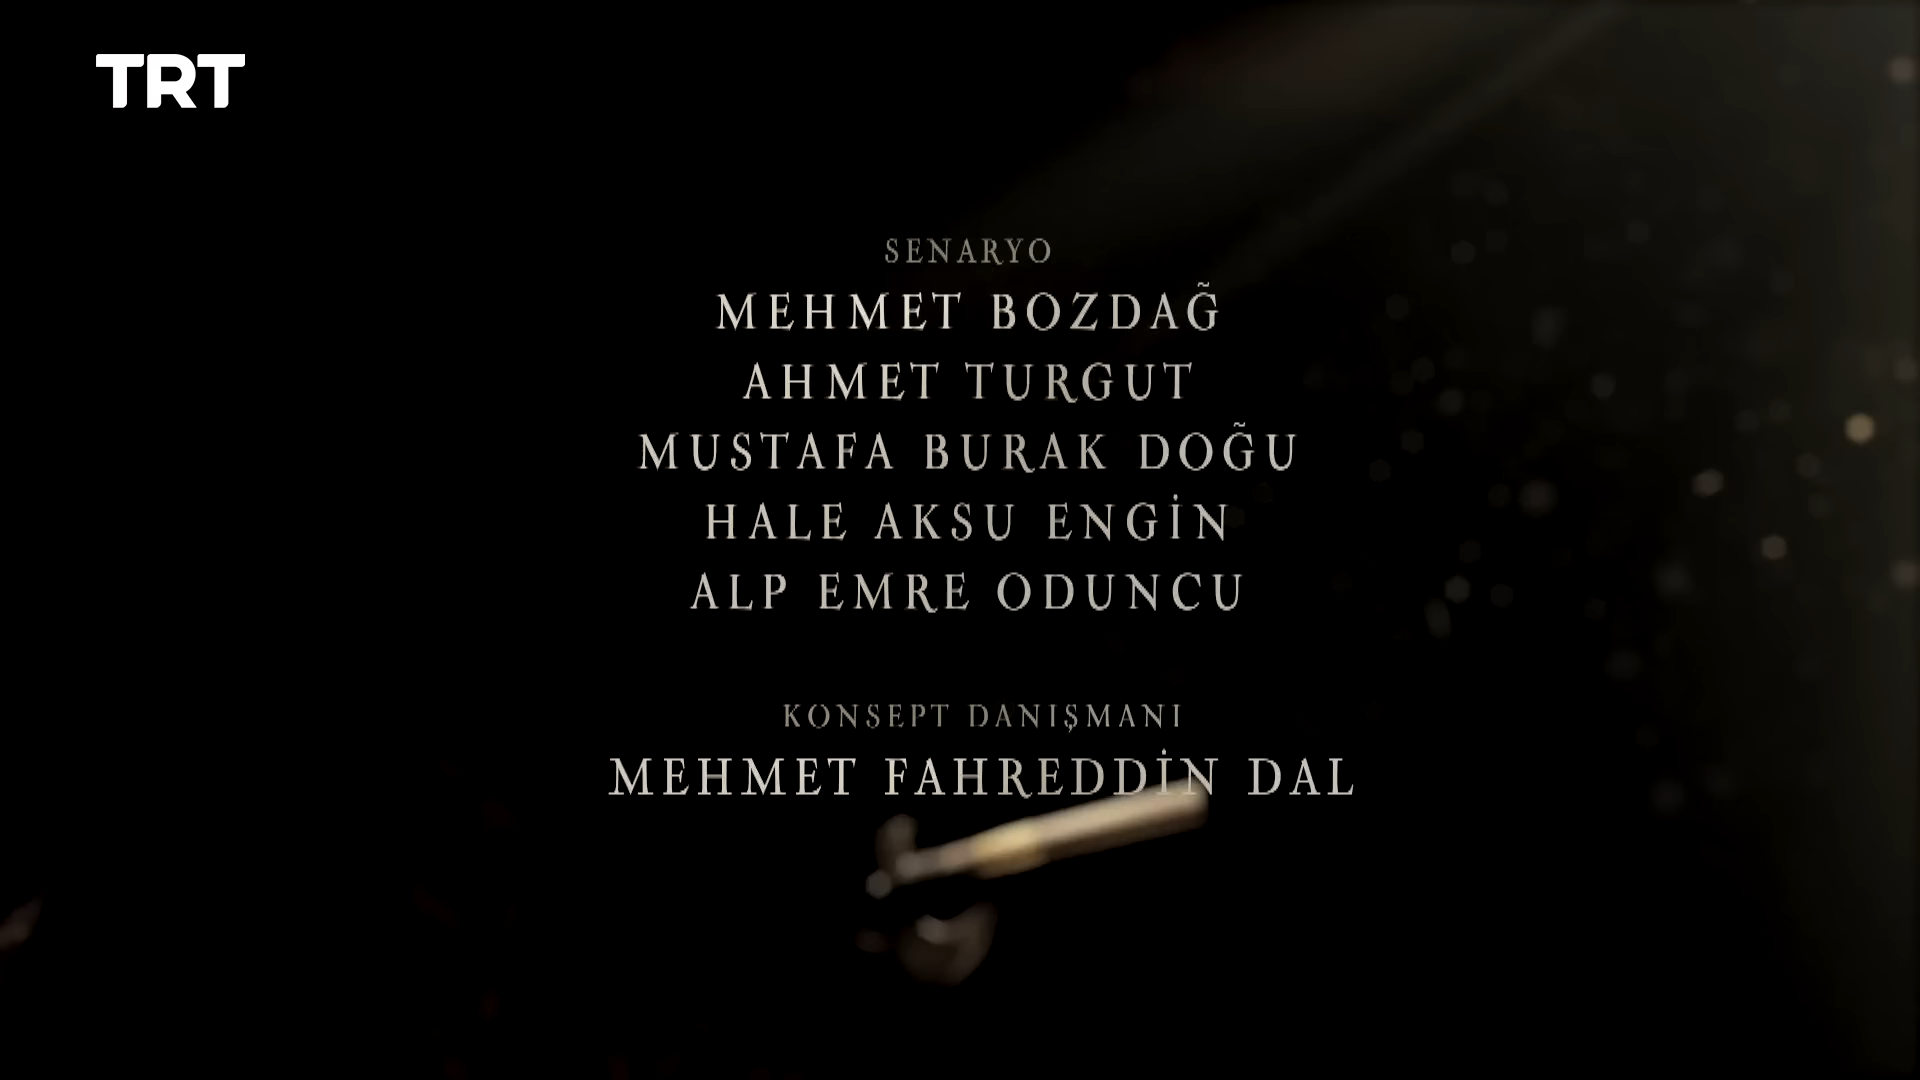 TRT
SENARYO
MEHMET BOZDAĞ
AHMET TURGUT
MUSTAFA BURAK DOĞU
HALE AKSU ENGİN
ALP EMRE ODUNCU
KONSEPT DANIŞMANI
MEHMET FAHREDDİN DAL